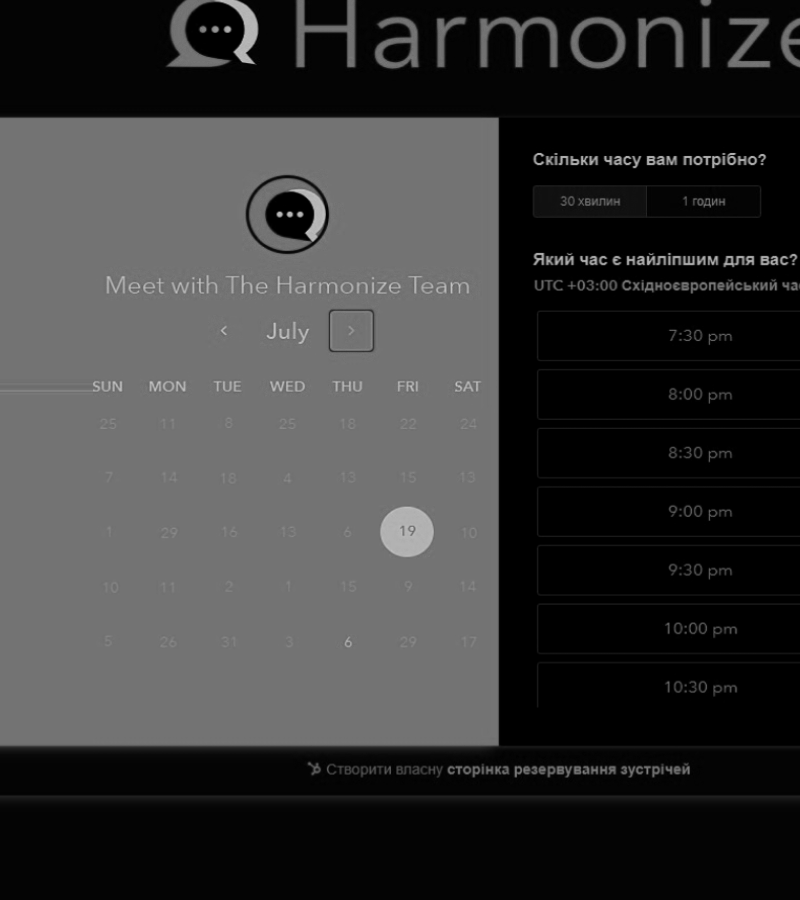 Harmonize
Meet with The Harmonize Team
July
SUN MON TUE WED THU FRI SAT
25 11 8 25 18 22 24
7 14 18 4 13 15 13
1 29 16 13 6 19 10
10 11 2 1 15 9 14
5 26 31 3 6 29 17
Скільки часу вам потрібно?
30 хвилин 1 годин
Який час є найліпшим для вас?
UTC +03:00 Східноєвропейський ча
7:30 pm
8:00 pm
8:30 pm
9:00 pm
9:30 pm
10:00 pm
10:30 pm
Створити власну сторінка резервування зустрічей